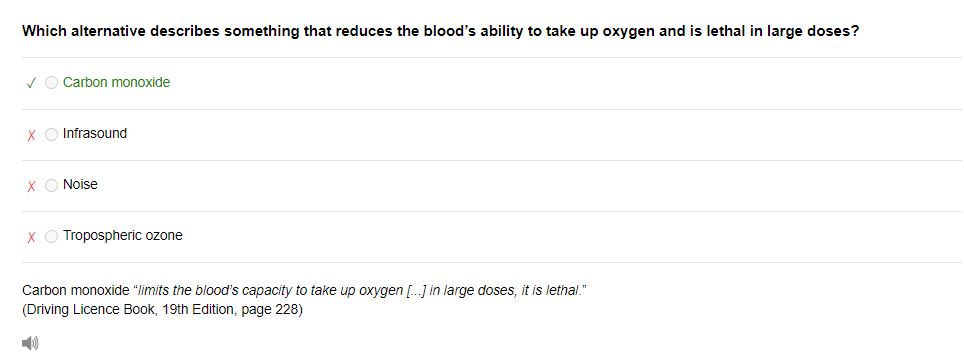 Which alternative describes something that reduces the blood’s ability to take up oxygen and is lethal in large doses?
✓ Carbon monoxide
X Infrasound
X Noise
X Tropospheric ozone
Carbon monoxide “limits the blood’s capacity to take up oxygen [...] in large doses, it is lethal.”
(Driving Licence Book, 19th Edition, page 228)